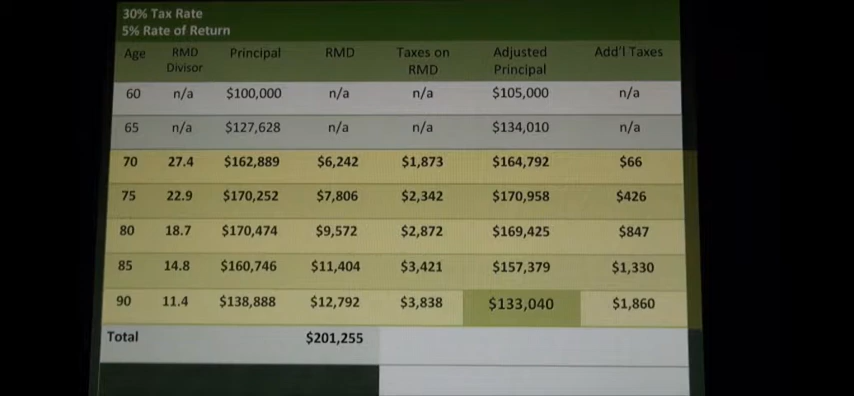 30% Tax Rate
5% Rate of Return
Age RMD Divisor Principal RMD Taxes on RMD Adjusted Principal Add'l Taxes
60 n/a $100,000 n/a n/a $105,000 n/a
65 n/a $127,628 n/a n/a $134,010 n/a
70 27.4 $162,889 $6,242 $1,873 $164,792 $66
75 22.9 $170,252 $7,806 $2,342 $170,958 $426
80 18.7 $170,474 $9,572 $2,872 $169,425 $847
85 14.8 $160,746 $11,404 $3,421 $157,379 $1,330
90 11.4 $138,888 $12,792 $3,838 $133,040 $1,860
Total $201,255